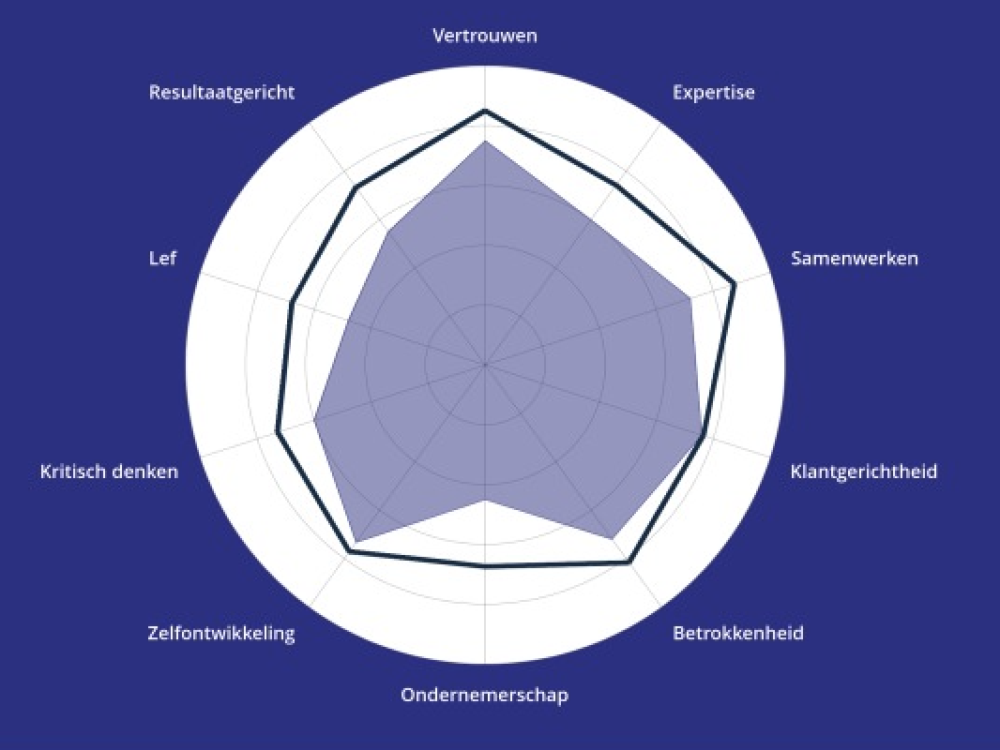 Vertrouwen
Resultaatgericht
Expertise
Lef
Samenwerken
Kritisch denken
Klantgerichtheid
Zelfontwikkeling
Betrokkenheid
Ondernemerschap